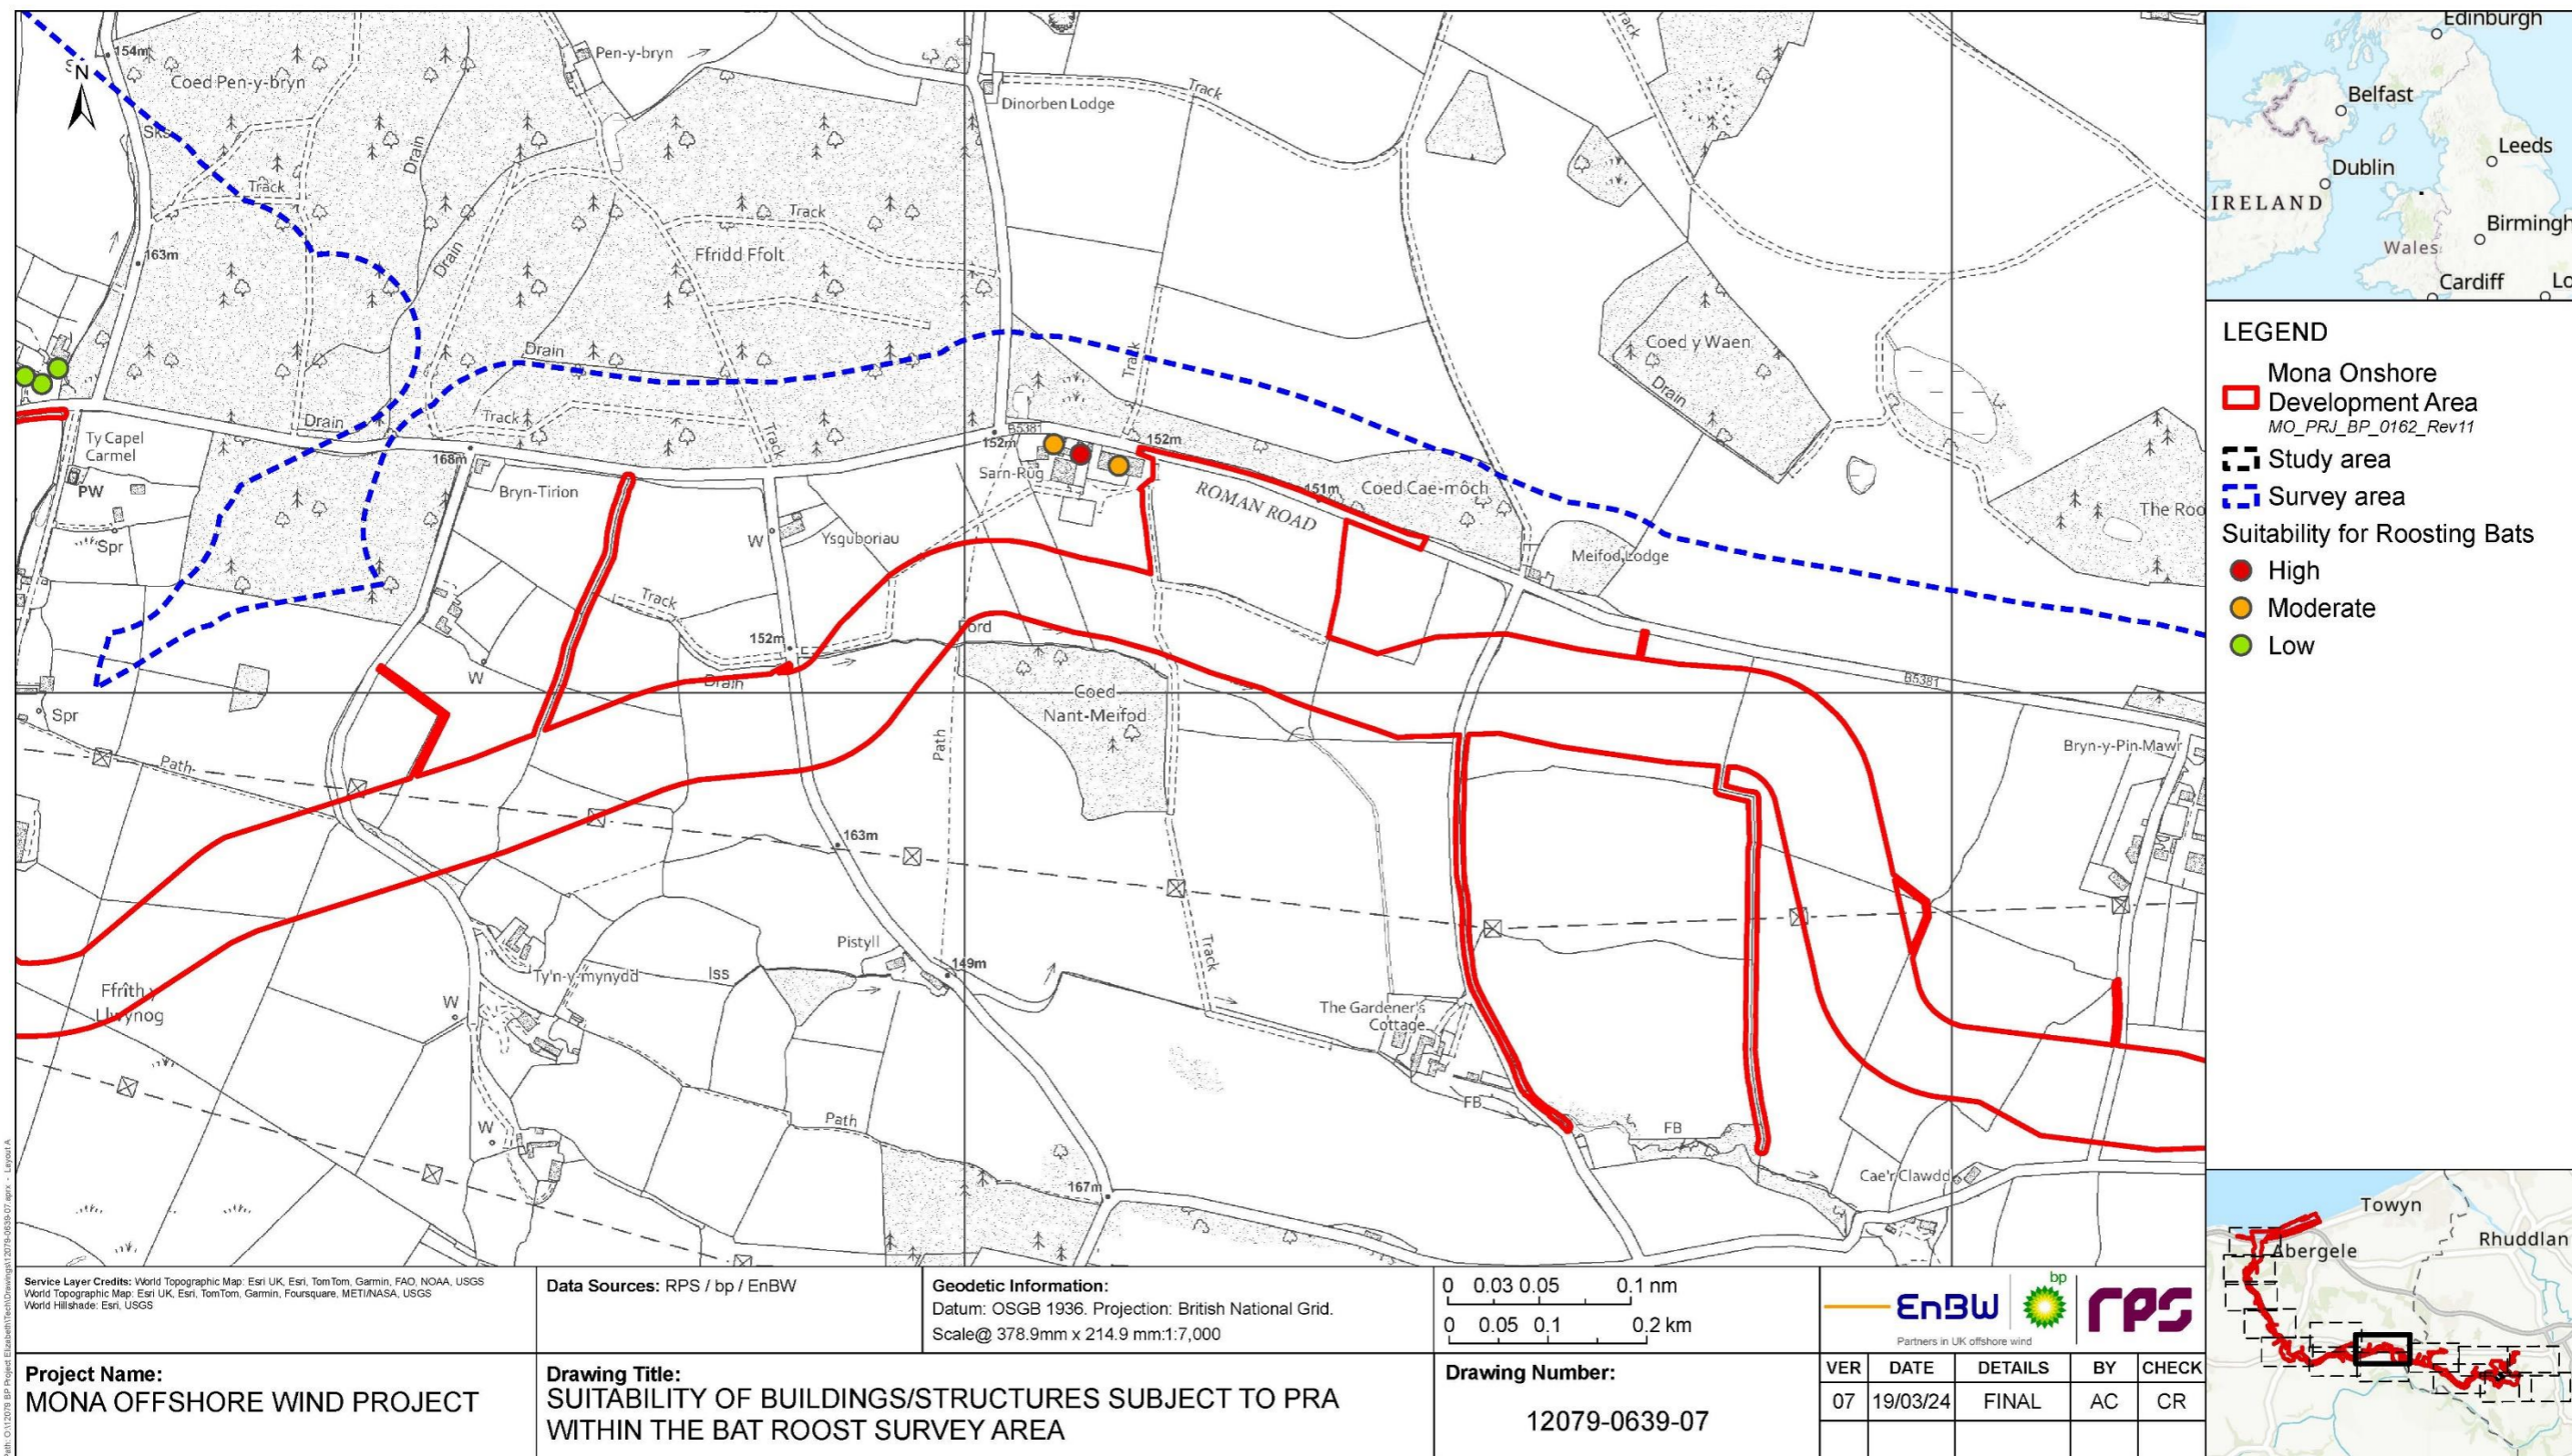 154m
N
Coed Pen-y-bryn
Pen-y-bryn
Dinorben Lodge
Track
Track
Drain
Track
Track
Ffridd Ffolt
163m
Drain
Drain
Track
Coed y Waen
Drain
Drain
Track
Track
Ty Capel
Carmel
PW
168m
Bryn-Tirion
152m
B5381
152m
Sarn-Rûg
ROMAN ROAD
151m
Coed Cae-môch
The Roo
Spr
W
Ysguboriau
Meifod Lodge
Track
152m
Ford
W
Drain
Coed
Nant-Meifod
B5381
Spr
Path
Path
Bryn-y-Pin-Mawr
163m
Pistyll
149m
Track
Ty'n-y-mynydd
Iss
Ffrîth y
Llwynog
W
The Gardener's
Cottage
FB
FB
W
Path
167m
Cae'r Clawdd
Edinburgh
Belfast
Leeds
Dublin
IRELAND
Birmingh
Wales
Cardiff
Lo
LEGEND
Mona Onshore
Development Area
MO_PRJ_BP_0162_Rev11
Study area
Survey area
Suitability for Roosting Bats
High
Moderate
Low
Towyn
Abergele
Rhuddlan
Service Layer Credits: World Topographic Map: Esri UK, Esri, TomTom, Garmin, FAO, NOAA, USGS
World Topographic Map: Esri UK, Esri, TomTom, Garmin, Foursquare, METI/NASA, USGS
World Hillshade: Esri, USGS
Data Sources: RPS / bp / EnBW
Geodetic Information:
Datum: OSGB 1936. Projection: British National Grid.
Scale@ 378.9mm x 214.9 mm:1:7,000
0 0.03 0.05 0.1 nm
0 0.05 0.1 0.2 km
EnBW
bp
rps
Partners in UK offshore wind
Project Name:
MONA OFFSHORE WIND PROJECT
Drawing Title:
SUITABILITY OF BUILDINGS/STRUCTURES SUBJECT TO PRA
WITHIN THE BAT ROOST SURVEY AREA
Drawing Number:
12079-0639-07
VER DATE DETAILS BY CHECK
07 19/03/24 FINAL AC CR